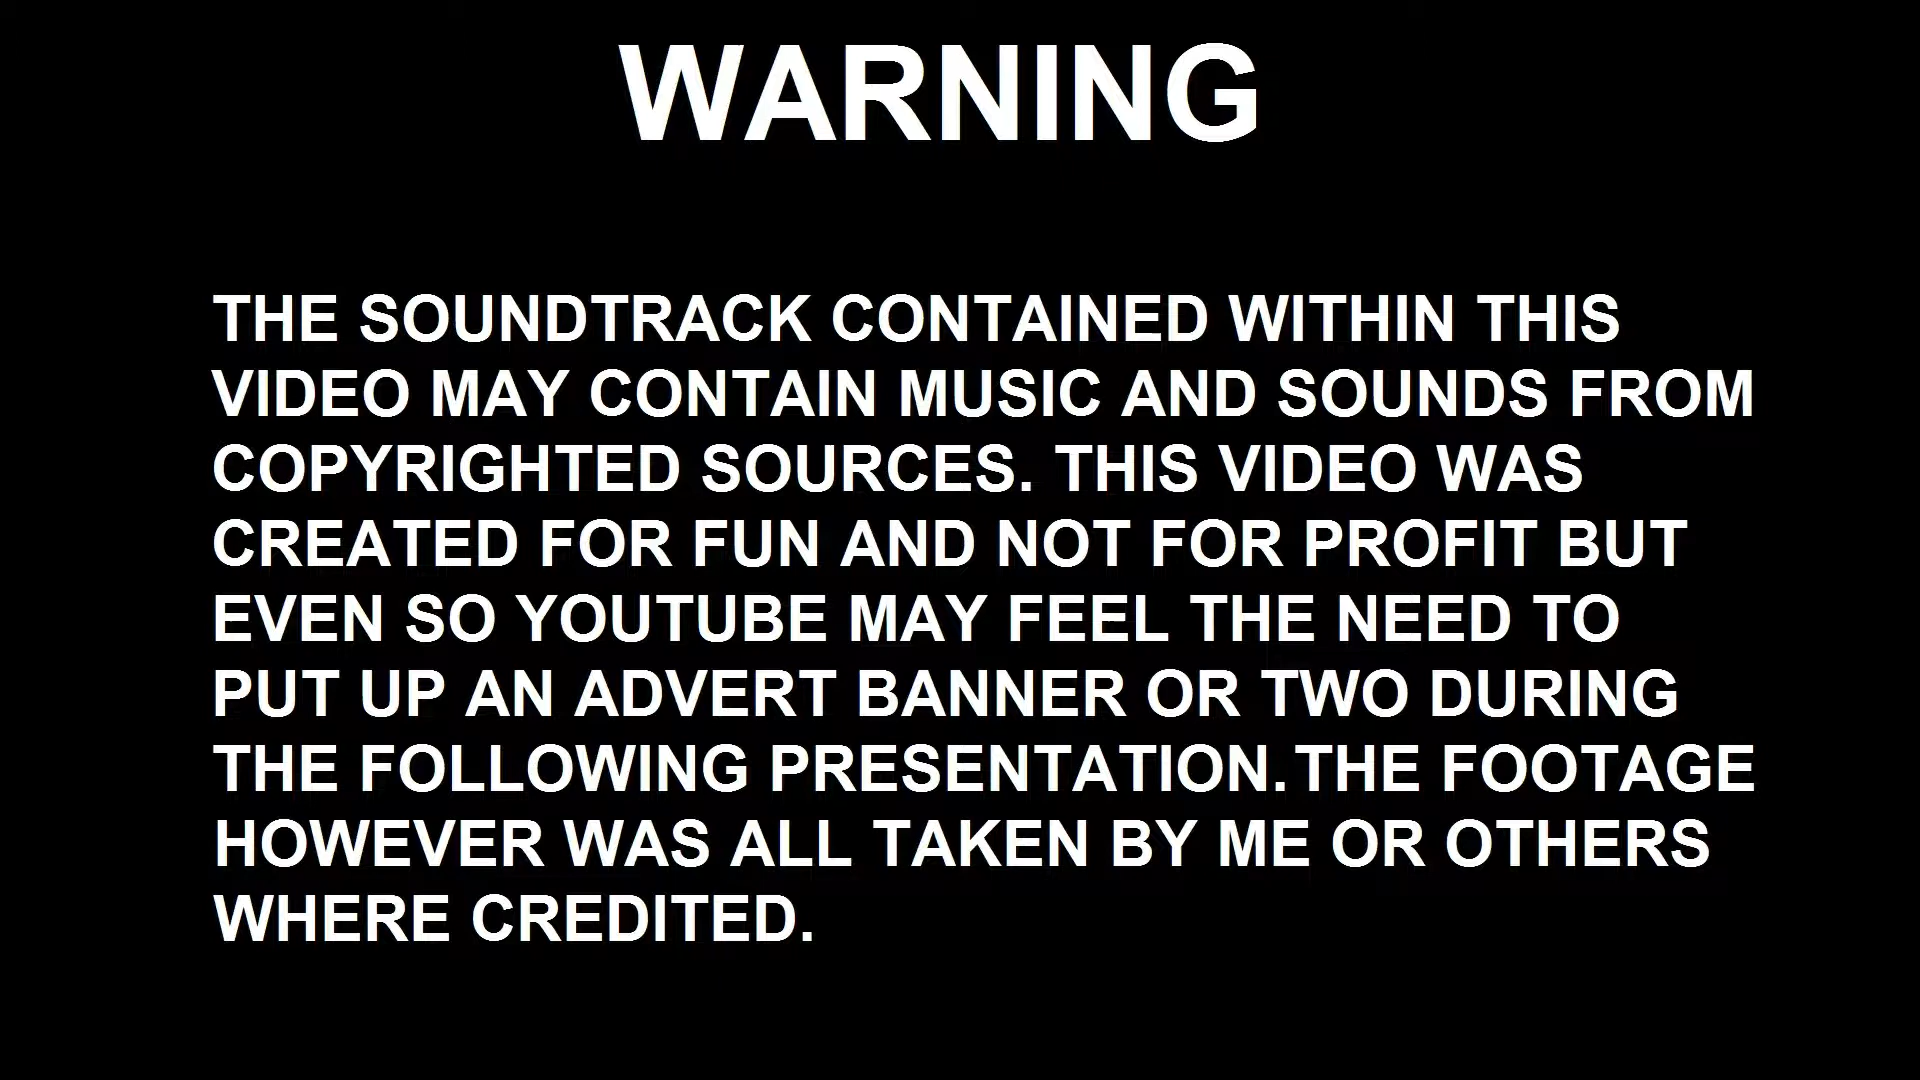 WARNING
THE SOUNDTRACK CONTAINED WITHIN THIS
VIDEO MAY CONTAIN MUSIC AND SOUNDS FROM
COPYRIGHTED SOURCES. THIS VIDEO WAS
CREATED FOR FUN AND NOT FOR PROFIT BUT
EVEN SO YOUTUBE MAY FEEL THE NEED TO
PUT UP AN ADVERT BANNER OR TWO DURING
THE FOLLOWING PRESENTATION.THE FOOTAGE
HOWEVER WAS ALL TAKEN BY ME OR OTHERS
WHERE CREDITED.